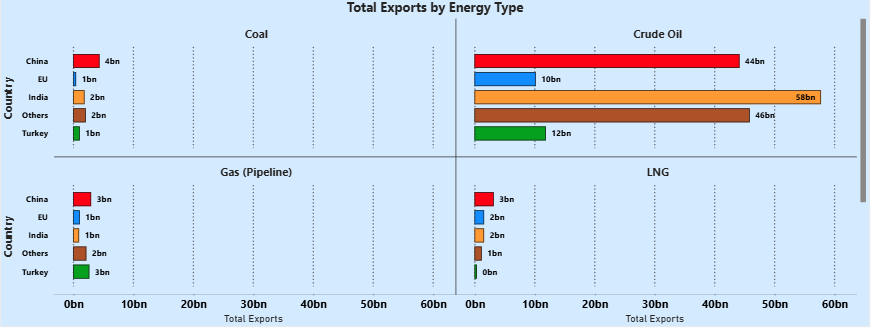 Total Exports by Energy Type
Coal
Crude Oil
Country
China 4bn
EU 1bn
India 2bn
Others 2bn
Turkey 1bn
44bn
10bn
58bn
46bn
12bn
Gas (Pipeline)
LNG
Country
China 3bn
EU 1bn
India 1bn
Others 2bn
Turkey 3bn
3bn
2bn
2bn
1bn
0bn
0bn 10bn 20bn 30bn 40bn 50bn 60bn
0bn 10bn 20bn 30bn 40bn 50bn 60bn
Total Exports
Total Exports